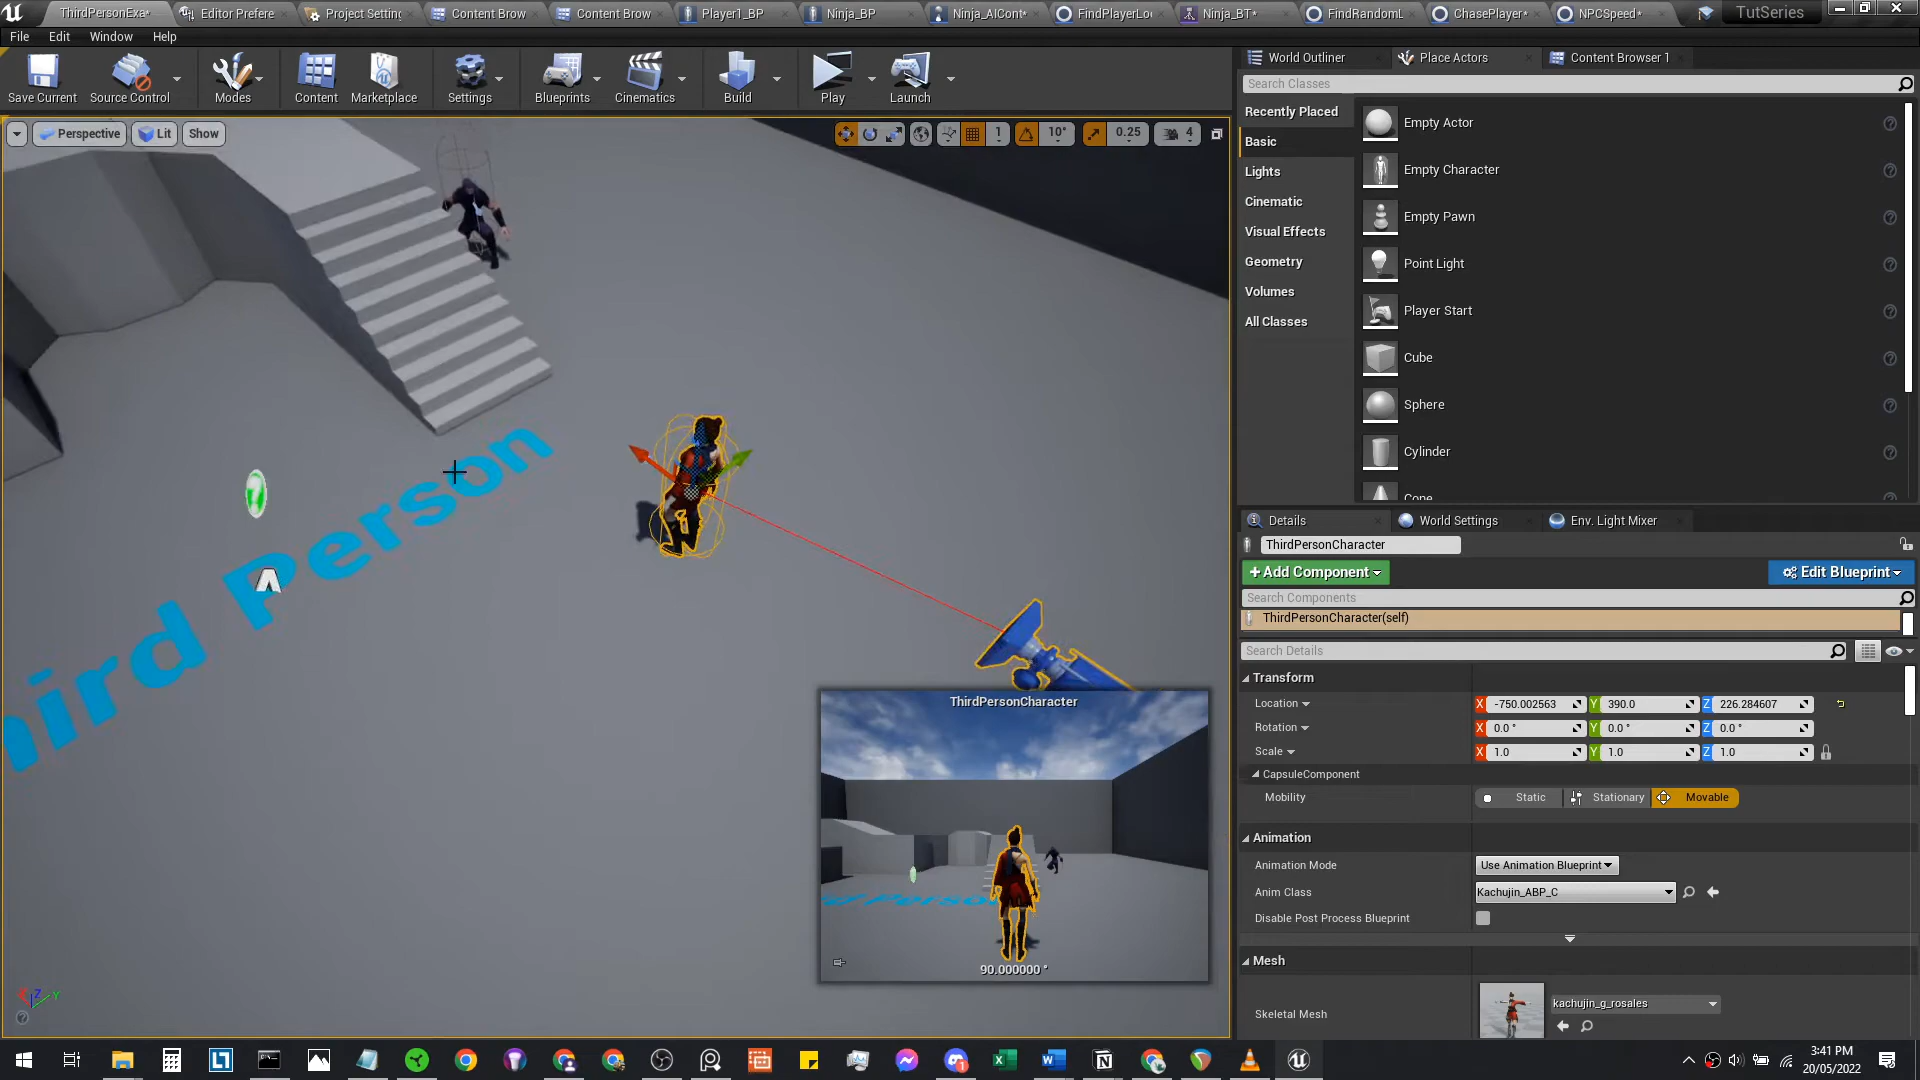 ThirdPersonExa*
Editor Prefere
Project Setting
Content Brow
Content Brow
Player1_BP
Ninja_BP
Ninja_AICont*
FindPlayerLo
Ninja_BT*
FindRandomL
ChasePlayer*
NPCSpeed*
TutSeries
File Edit Window Help
Save Current
Source Control
Modes
Content
Marketplace
Settings
Blueprints
Cinematics
Build
Play
Launch
Perspective
Lit
Show
1
10°
0.25
4
Third Person
ThirdPersonCharacter
90.000000 °
World Outliner
Place Actors
Content Browser 1
Search Classes
Recently Placed
Basic
Lights
Cinematic
Visual Effects
Geometry
Volumes
All Classes
Empty Actor
Empty Character
Empty Pawn
Point Light
Player Start
Cube
Sphere
Cylinder
Cone
Details
World Settings
Env. Light Mixer
ThirdPersonCharacter
+Add Component
Edit Blueprint
Search Components
ThirdPersonCharacter(self)
Search Details
Transform
Location X -750.002563 Y 390.0 Z 226.284607
Rotation X 0.0 ° Y 0.0 ° Z 0.0 °
Scale X 1.0 Y 1.0 Z 1.0
CapsuleComponent
Mobility Static Stationary Movable
Animation
Animation Mode Use Animation Blueprint
Anim Class Kachujin_ABP_C
Disable Post Process Blueprint
Mesh
Skeletal Mesh kachujin_g_rosales
3:41 PM
20/05/2022